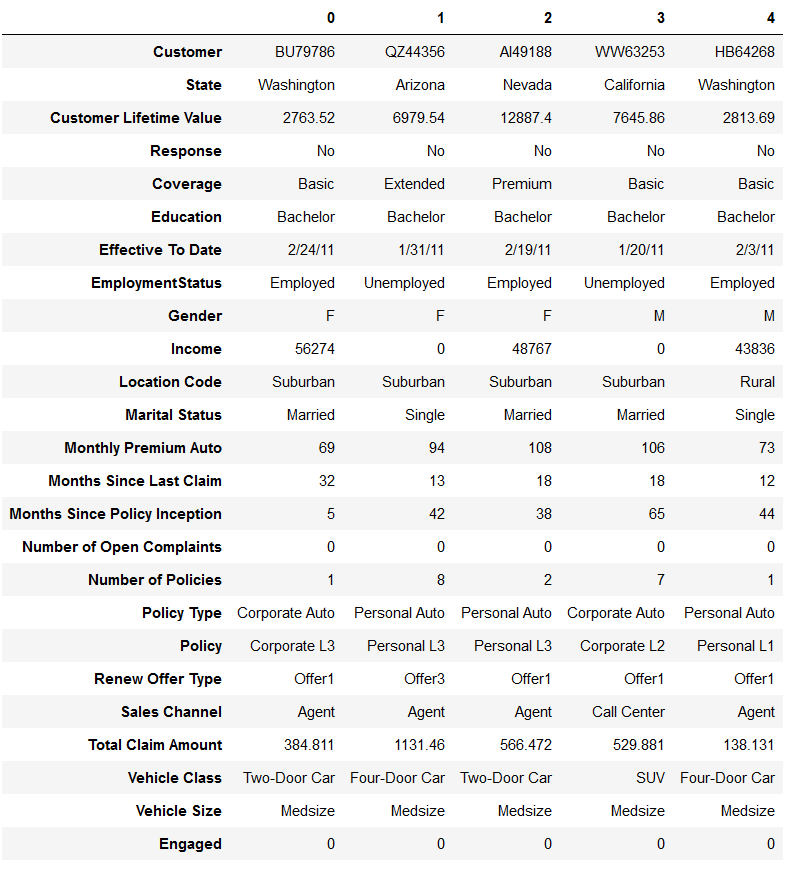 0 1 2 3 4
Customer BU79786 QZ44356 AI49188 WW63253 HB64268
State Washington Arizona Nevada California Washington
Customer Lifetime Value 2763.52 6979.54 12887.4 7645.86 2813.69
Response No No No No No
Coverage Basic Extended Premium Basic Basic
Education Bachelor Bachelor Bachelor Bachelor Bachelor
Effective To Date 2/24/11 1/31/11 2/19/11 1/20/11 2/3/11
EmploymentStatus Employed Unemployed Employed Unemployed Employed
Gender F F F M M
Income 56274 0 48767 0 43836
Location Code Suburban Suburban Suburban Suburban Rural
Marital Status Married Single Married Married Single
Monthly Premium Auto 69 94 108 106 73
Months Since Last Claim 32 13 18 18 12
Months Since Policy Inception 5 42 38 65 44
Number of Open Complaints 0 0 0 0 0
Number of Policies 1 8 2 7 1
Policy Type Corporate Auto Personal Auto Personal Auto Corporate Auto Personal Auto
Policy Corporate L3 Personal L3 Personal L3 Corporate L2 Personal L1
Renew Offer Type Offer1 Offer3 Offer1 Offer1 Offer1
Sales Channel Agent Agent Agent Call Center Agent
Total Claim Amount 384.811 1131.46 566.472 529.881 138.131
Vehicle Class Two-Door Car Four-Door Car Two-Door Car SUV Four-Door Car
Vehicle Size Medsize Medsize Medsize Medsize Medsize
Engaged 0 0 0 0 0